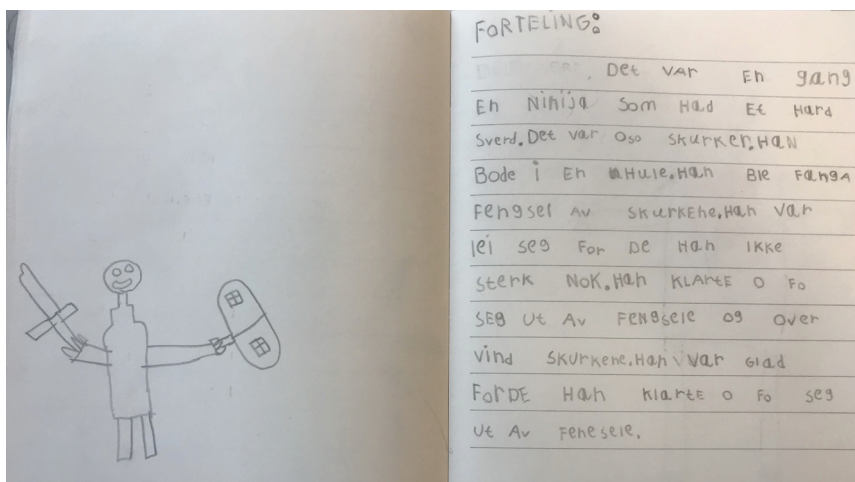 FORTELING:
Det VAr En gang
En Ninija Som Had Et Hard
Sverd. Det var Oso Skurker. HaN
Bode i En Hule. Han Ble FangA
Fengsel Av SkurkEne. Han var
lei seg For De Han Ikke
sterk NOK. Han KLArtE O FO
SEg Ut Av FENgsele og Over
vind SkUrkene. Han var Glad
ForDE Han KlartE O Fo seg
Ut Av Fenesele.